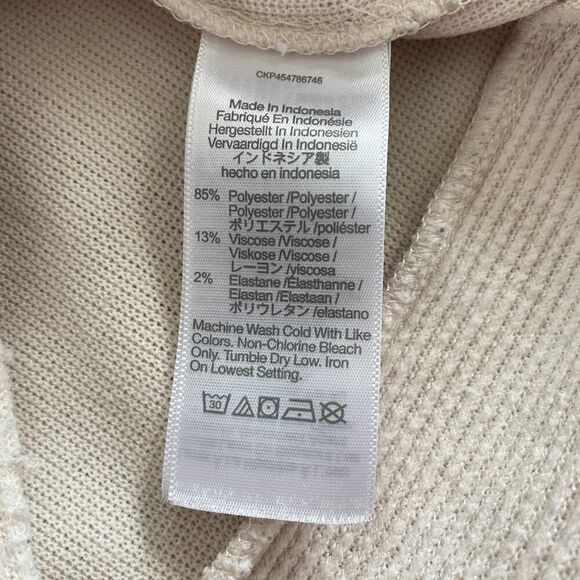 CKP454786746
Made In Indonesia
Fabriqué En Indonésie
Hergestellt In Indonesien
Vervaardigd In Indonesië
インドネシア製
hecho en indonesia
85% Polyester /Polyester /
Polyester /Polyester /
ポリエステル /poliéster
13% Viscose /Viscose /
Viskose /Viscose /
レーヨン /viscosa
2% Elastane /Élasthanne /
Elastan /Elastaan /
ポリウレタン /elastano
Machine Wash Cold With Like
Colors. Non-Chlorine Bleach
Only. Tumble Dry Low. Iron
On Lowest Setting.
30